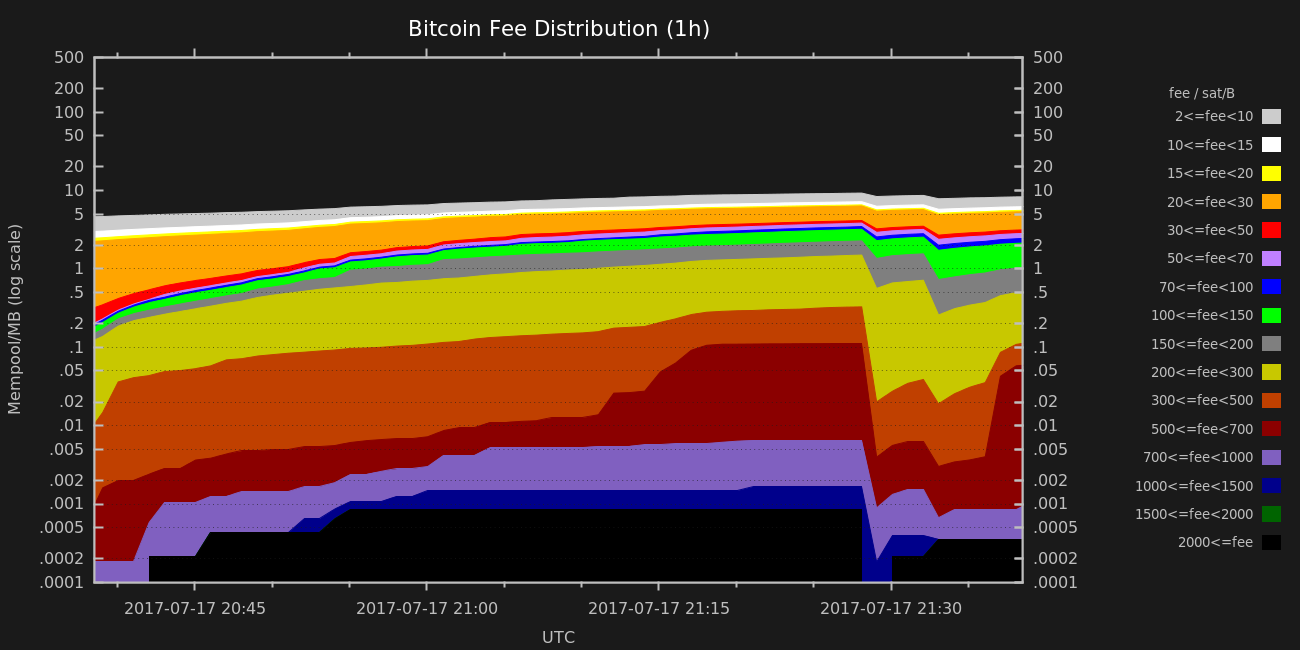 Bitcoin Fee Distribution (1h)
500
200
100
50
20
10
5
2
1
.5
.2
.1
.05
.02
.01
.005
.002
.001
.0005
.0002
.0001
Mempool/MB (log scale)
500
200
100
50
20
10
5
2
1
.5
.2
.1
.05
.02
.01
.005
.002
.001
.0005
.0002
.0001
2017-07-17 20:45
2017-07-17 21:00
2017-07-17 21:15
2017-07-17 21:30
UTC
fee / sat/B
2<=fee<10
10<=fee<15
15<=fee<20
20<=fee<30
30<=fee<50
50<=fee<70
70<=fee<100
100<=fee<150
150<=fee<200
200<=fee<300
300<=fee<500
500<=fee<700
700<=fee<1000
1000<=fee<1500
1500<=fee<2000
2000<=fee